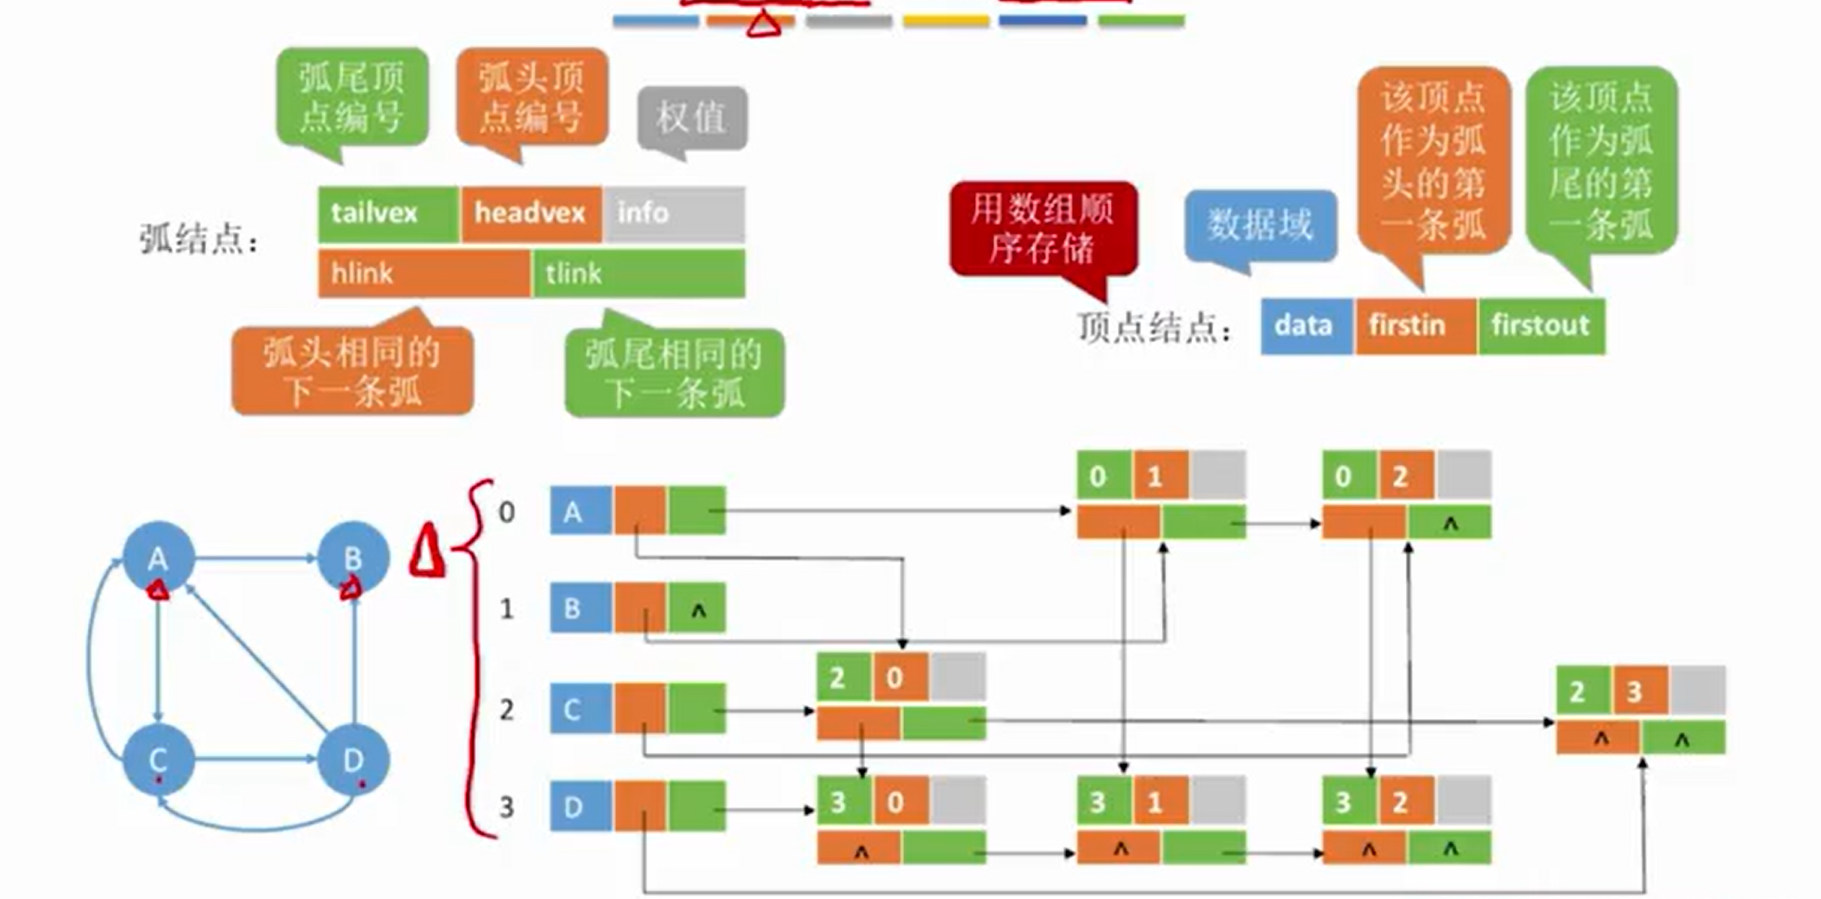 弧尾顶
点编号
弧头顶
点编号
权值
弧结点：
tailvex headvex info
hlink tlink
弧头相同的
下一条弧
弧尾相同的
下一条弧
用数组顺
序存储
数据域
该顶点
作为弧
头的第
一条弧
该顶点
作为弧
尾的第
一条弧
顶点结点：
data firstin firstout
A B
C D
0 A
1 B ^
2 C
3 D
0 1
0 2
^
2 0
2 3
^ ^
3 0
^
3 1
^
3 2
^ ^